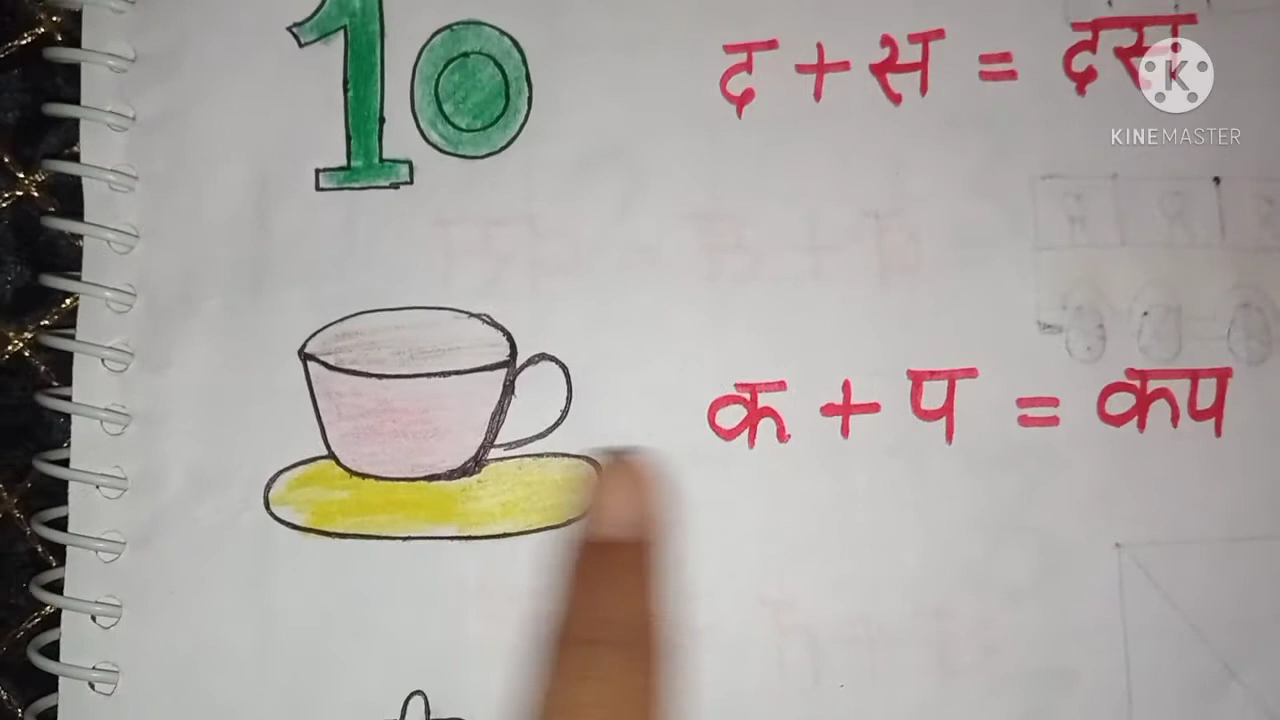 10 द + स = दस
KINEMASTER
क + प = कप